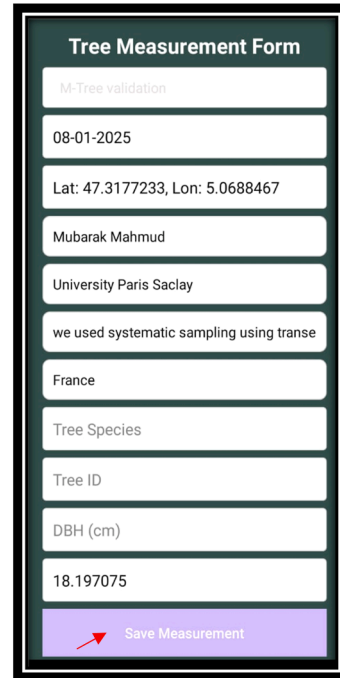 Tree Measurement Form
M-Tree validation
08-01-2025
Lat: 47.3177233, Lon: 5.0688467
Mubarak Mahmud
University Paris Saclay
we used systematic sampling using transe
France
Tree Species
Tree ID
DBH (cm)
18.197075
Save Measurement